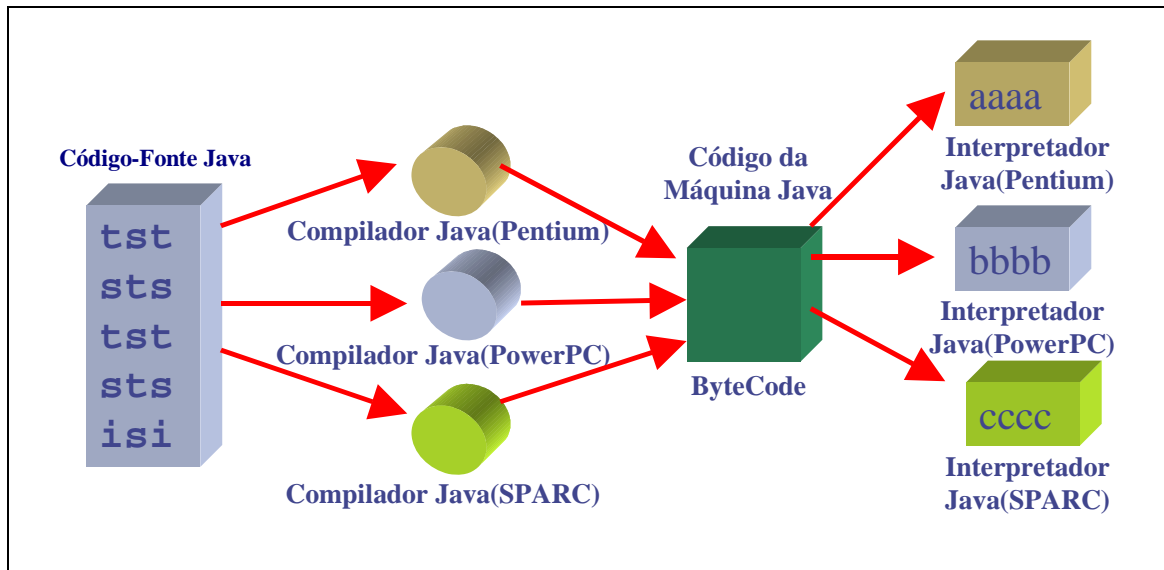 Código-Fonte Java
tst
sts
tst
sts
isi
Compilador Java(Pentium)
Compilador Java(PowerPC)
Compilador Java(SPARC)
Código da
Máquina Java
ByteCode
aaaa
Interpretador
Java(Pentium)
bbbb
Interpretador
Java(PowerPC)
cccc
Interpretador
Java(SPARC)